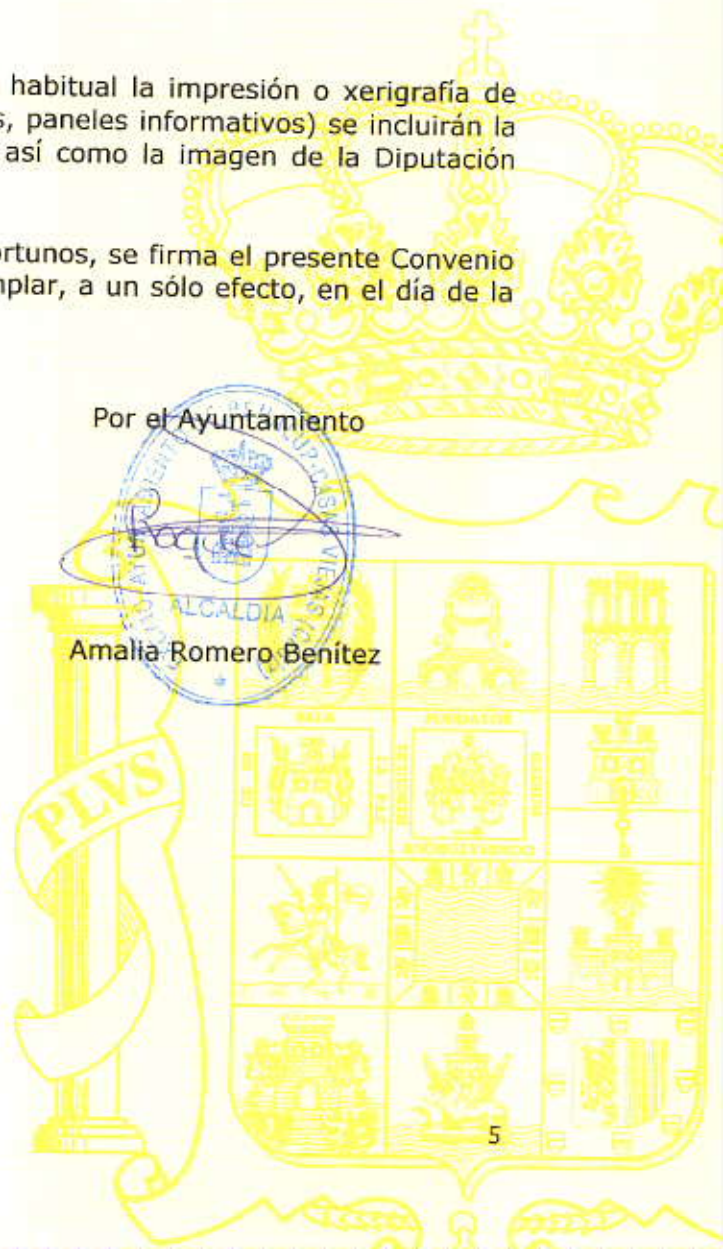 habitual la impresión o xerigrafía de
s, paneles informativos) se incluirán la
así como la imagen de la Diputación
ortunos, se firma el presente Convenio
nplar, a un sólo efecto, en el día de la
Por el Ayuntamiento
ALCALDIA
Amalia Romero Benítez
PLVS
5